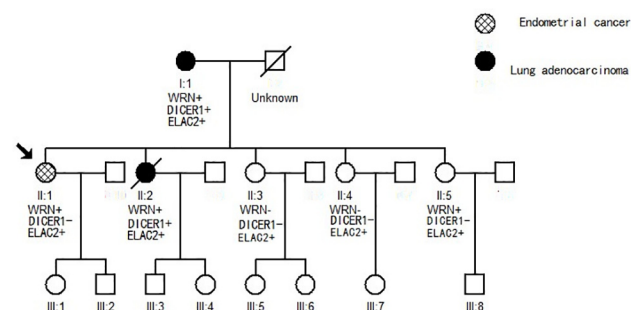 Endometrial cancer
Lung adenocarcinoma
I:1
WRN+
DICER1+
ELAC2+
Unknown
II:1
WRN+
DICER1-
ELAC2+
II:2
WRN+
DICER1+
ELAC2+
II:3
WRN-
DICER1-
ELAC2+
II:4
WRN-
DICER1-
ELAC2+
II:5
WRN+
DICER1-
ELAC2+
III:1
III:2
III:3
III:4
III:5
III:6
III:7
III:8